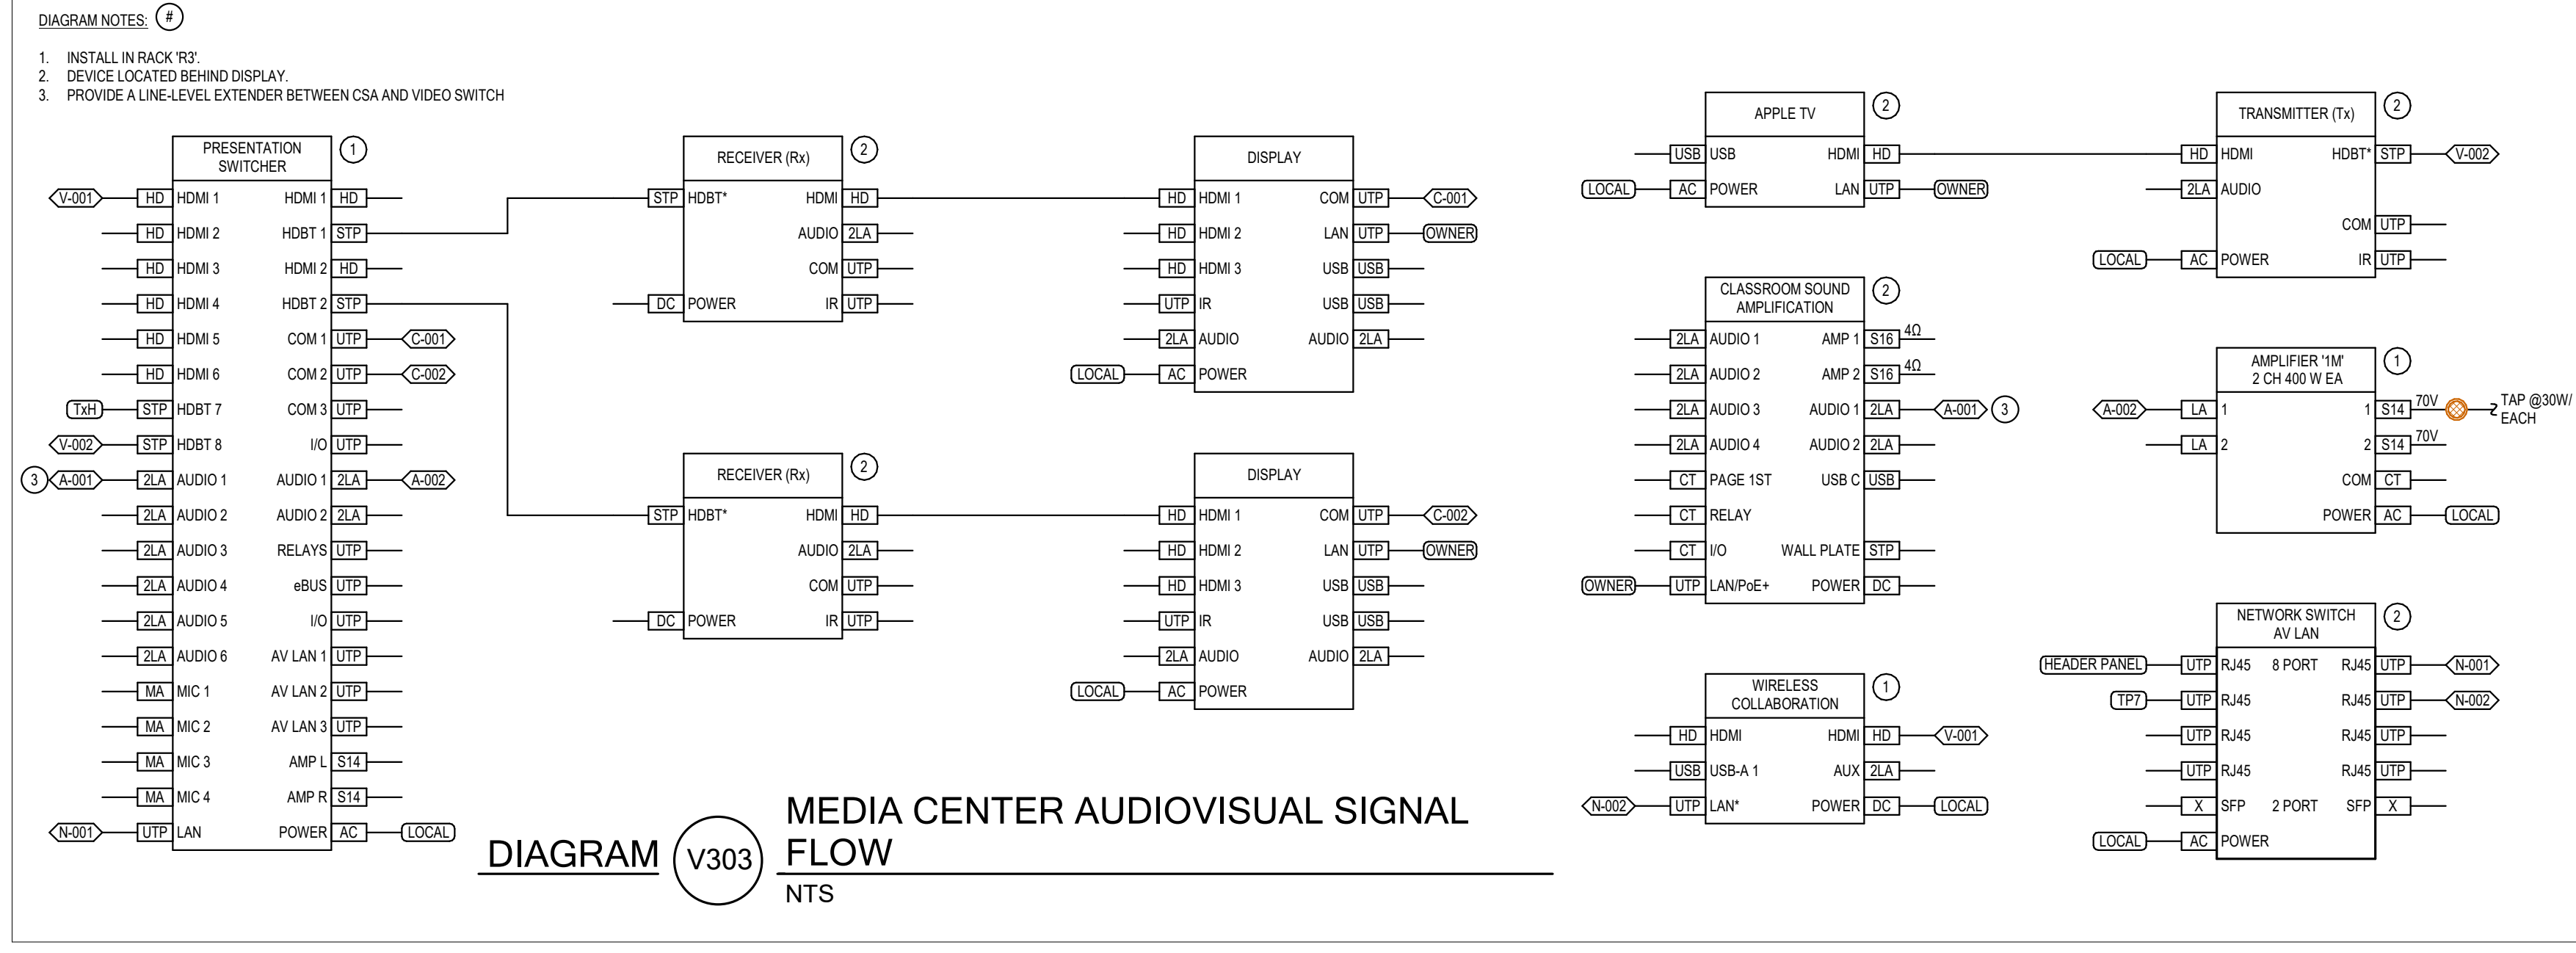 DIAGRAM NOTES: #
1. INSTALL IN RACK 'R3'.
2. DEVICE LOCATED BEHIND DISPLAY.
3. PROVIDE A LINE-LEVEL EXTENDER BETWEEN CSA AND VIDEO SWITCH
PRESENTATION
SWITCHER
1
V-001 HD HDMI 1 HDMI 1 HD
HD HDMI 2 HDBT 1 STP
HD HDMI 3 HDMI 2 HD
HD HDMI 4 HDBT 2 STP
HD HDMI 5 COM 1 UTP C-001
HD HDMI 6 COM 2 UTP C-002
TxH STP HDBT 7 COM 3 UTP
V-002 STP HDBT 8 I/O UTP
3 A-001 2LA AUDIO 1 AUDIO 1 2LA A-002
2LA AUDIO 2 AUDIO 2 2LA
2LA AUDIO 3 RELAYS UTP
2LA AUDIO 4 eBUS UTP
2LA AUDIO 5 I/O UTP
2LA AUDIO 6 AV LAN 1 UTP
MA MIC 1 AV LAN 2 UTP
MA MIC 2 AV LAN 3 UTP
MA MIC 3 AMP L S14
MA MIC 4 AMP R S14
N-001 UTP LAN POWER AC LOCAL
RECEIVER (Rx) 2
STP HDBT* HDMI HD
AUDIO 2LA
COM UTP
DC POWER IR UTP
RECEIVER (Rx) 2
STP HDBT* HDMI HD
AUDIO 2LA
COM UTP
DC POWER IR UTP
DISPLAY
HD HDMI 1 COM UTP C-001
HD HDMI 2 LAN UTP OWNER
HD HDMI 3 USB USB
UTP IR USB USB
2LA AUDIO AUDIO 2LA
LOCAL AC POWER
DISPLAY
HD HDMI 1 COM UTP C-002
HD HDMI 2 LAN UTP OWNER
HD HDMI 3 USB USB
UTP IR USB USB
2LA AUDIO AUDIO 2LA
LOCAL AC POWER
APPLE TV 2
USB USB HDMI HD
LOCAL AC POWER LAN UTP OWNER
CLASSROOM SOUND
AMPLIFICATION
2
2LA AUDIO 1 AMP 1 S16 4Ω
2LA AUDIO 2 AMP 2 S16 4Ω
2LA AUDIO 3 AUDIO 1 2LA A-001 3
2LA AUDIO 4 AUDIO 2 2LA
CT PAGE 1ST USB C USB
CT RELAY
CT I/O WALL PLATE STP
OWNER UTP LAN/PoE+ POWER DC
WIRELESS
COLLABORATION
1
HD HDMI HDMI HD V-001
USB USB-A 1 AUX 2LA
N-002 UTP LAN* POWER DC LOCAL
TRANSMITTER (Tx) 2
HD HDMI HDBT* STP V-002
2LA AUDIO
COM UTP
LOCAL AC POWER IR UTP
AMPLIFIER '1M'
2 CH 400 W EA
1
A-002 LA 1 1 S14 70V TAP @30W/
EACH
LA 2 2 S14 70V
COM CT
POWER AC LOCAL
NETWORK SWITCH
AV LAN
2
HEADER PANEL UTP RJ45 8 PORT RJ45 UTP N-001
TP7 UTP RJ45 RJ45 UTP N-002
UTP RJ45 RJ45 UTP
UTP RJ45 RJ45 UTP
X SFP 2 PORT SFP X
LOCAL AC POWER
DIAGRAM V303
MEDIA CENTER AUDIOVISUAL SIGNAL
FLOW
NTS